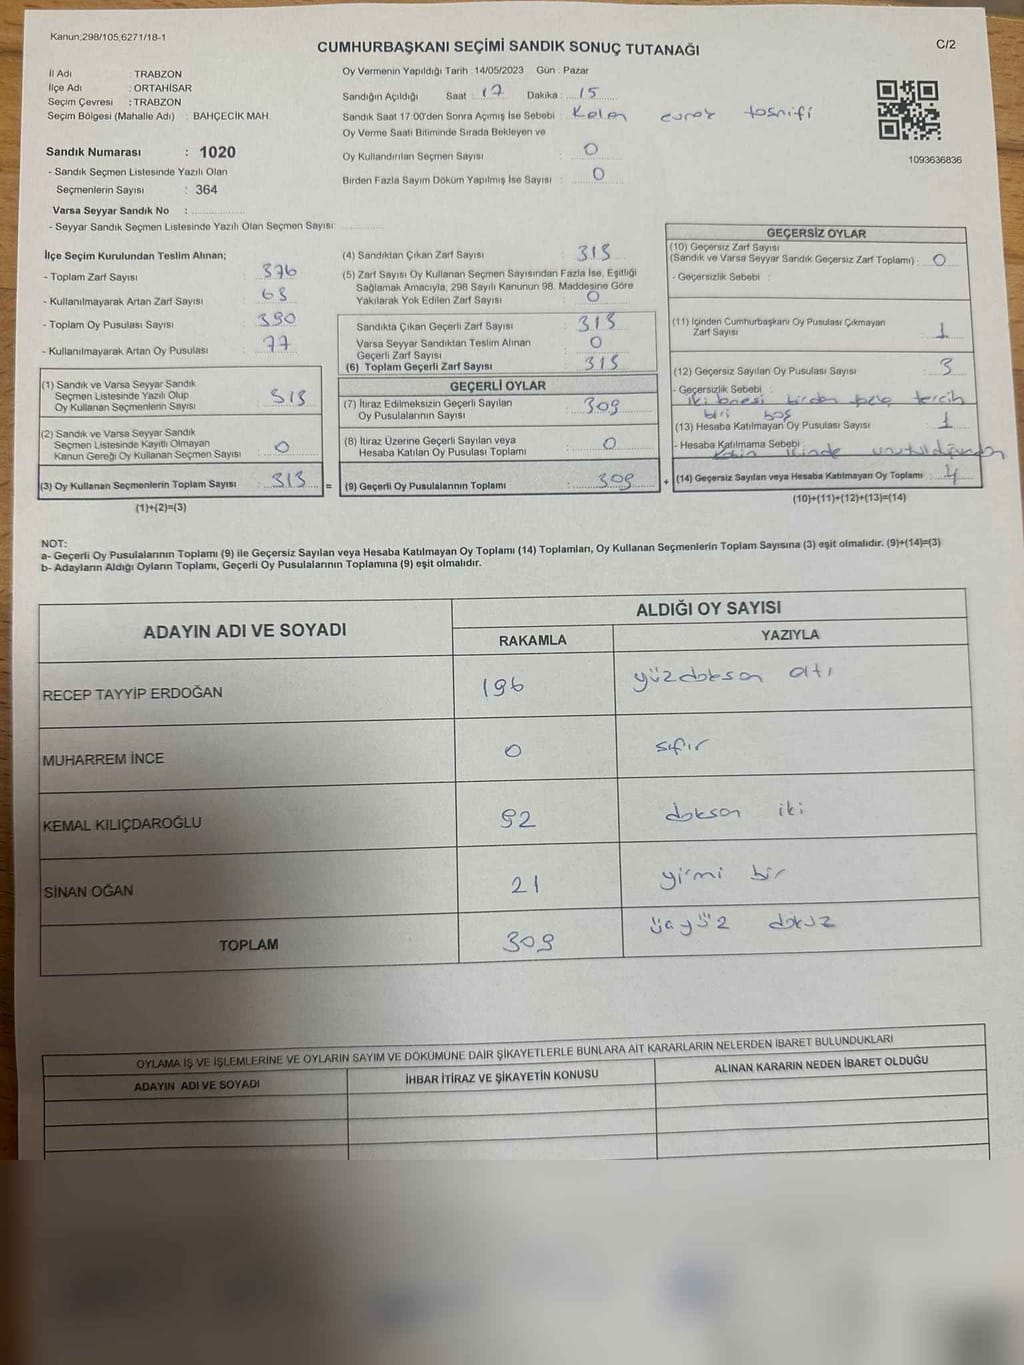 Kanun,298/105,6271/18-1
C/2
CUMHURBAŞKANI SEÇİMİ SANDIK SONUÇ TUTANAĞI
İl Adı : TRABZON
İlçe Adı : ORTAHİSAR
Seçim Çevresi : TRABZON
Seçim Bölgesi (Mahalle Adı) : BAHÇECİK MAH.
Sandık Numarası : 1020
- Sandık Seçmen Listesinde Yazılı Olan
Seçmenlerin Sayısı : 364
Varsa Seyyar Sandık No :
- Seyyar Sandık Seçmen Listesinde Yazılı Olan Seçmen Sayısı:
Oy Vermenin Yapıldığı Tarih : 14/05/2023 Gün : Pazar
Sandığın Açıldığı Saat : 17 Dakika : 15
Sandık Saat 17.00'den Sonra Açımış İse Sebebi : Kalan evrak tasnifi
Oy Verme Saati Bitiminde Sırada Bekleyen ve
Oy Kullandırılan Seçmen Sayısı : 0
Birden Fazla Sayım Döküm Yapılmış İse Sayısı : 0
1093636836
İlçe Seçim Kurulundan Teslim Alınan;
- Toplam Zarf Sayısı : 376
- Kullanılmayarak Artan Zarf Sayısı : 63
- Toplam Oy Pusulası Sayısı : 390
- Kullanılmayarak Artan Oy Pusulası : 77
(1) Sandık ve Varsa Seyyar Sandık
Seçmen Listesinde Yazılı Olup
Oy Kullanan Seçmenlerin Sayısı : 313
(2) Sandık ve Varsa Seyyar Sandık
Seçmen Listesinde Kayıtlı Olmayan
Kanun Gereği Oy Kullanan Seçmen Sayısı : 0
(3) Oy Kullanan Seçmenlerin Toplam Sayısı : 313 =
(1)+(2)=(3)
(4) Sandıktan Çıkan Zarf Sayısı : 313
(5) Zarf Sayısı Oy Kullanan Seçmen Sayısından Fazla İse, Eşitliği
Sağlamak Amacıyla, 298 Sayılı Kanunun 98. Maddesine Göre
Yakılarak Yok Edilen Zarf Sayısı : 0
Sandıkta Çıkan Geçerli Zarf Sayısı : 313
Varsa Seyyar Sandıktan Teslim Alınan
Geçerli Zarf Sayısı : 0
(6) Toplam Geçerli Zarf Sayısı : 313
GEÇERLİ OYLAR
(7) İtiraz Edilmeksizin Geçerli Sayılan
Oy Pusulalarının Sayısı : 309
(8) İtiraz Üzerine Geçerli Sayılan veya
Hesaba Katılan Oy Pusulası Toplamı : 0
(9) Geçerli Oy Pusulalarının Toplamı : 309 +
GEÇERSİZ OYLAR
(10) Geçersiz Zarf Sayısı
(Sandık ve Varsa Seyyar Sandık Geçersiz Zarf Toplamı) : 0
- Geçersizlik Sebebi :
(11) İçinden Cumhurbaşkanı Oy Pusulası Çıkmayan
Zarf Sayısı : 1
(12) Geçersiz Sayılan Oy Pusulası Sayısı : 3
- Geçersizlik Sebebi :
iki tanesi birden fazla tercih
biri boş
(13) Hesaba Katılmayan Oy Pusulası Sayısı : 1
- Hesaba Katılmama Sebebi :
Kabin içinde unutulduğundan
(14) Geçersiz Sayılan veya Hesaba Katılmayan Oy Toplamı : 4
(10)+(11)+(12)+(13)=(14)
NOT:
a- Geçerli Oy Pusulalarının Toplamı (9) ile Geçersiz Sayılan veya Hesaba Katılmayan Oy Toplamı (14) Toplamları, Oy Kullanan Seçmenlerin Toplam Sayısına (3) eşit olmalıdır. (9)+(14)=(3)
b- Adayların Aldığı Oyların Toplamı, Geçerli Oy Pusulalarının Toplamına (9) eşit olmalıdır.
ADAYIN ADI VE SOYADI
ALDIĞI OY SAYISI
RAKAMLA YAZIYLA
RECEP TAYYİP ERDOĞAN 196 yüzdoksan altı
MUHARREM İNCE 0 sıfır
KEMAL KILIÇDAROĞLU 92 doksan iki
SİNAN OĞAN 21 yirmi bir
TOPLAM 309 üçyüz dokuz
OYLAMA İŞ VE İŞLEMLERİNE VE OYLARIN SAYIM VE DÖKÜMÜNE DAİR ŞİKAYETLERLE BUNLARA AİT KARARLARIN NELERDEN İBARET BULUNDUKLARI
ADAYIN ADI VE SOYADI İHBAR İTİRAZ VE ŞİKAYETİN KONUSU ALINAN KARARIN NEDEN İBARET OLDUĞU